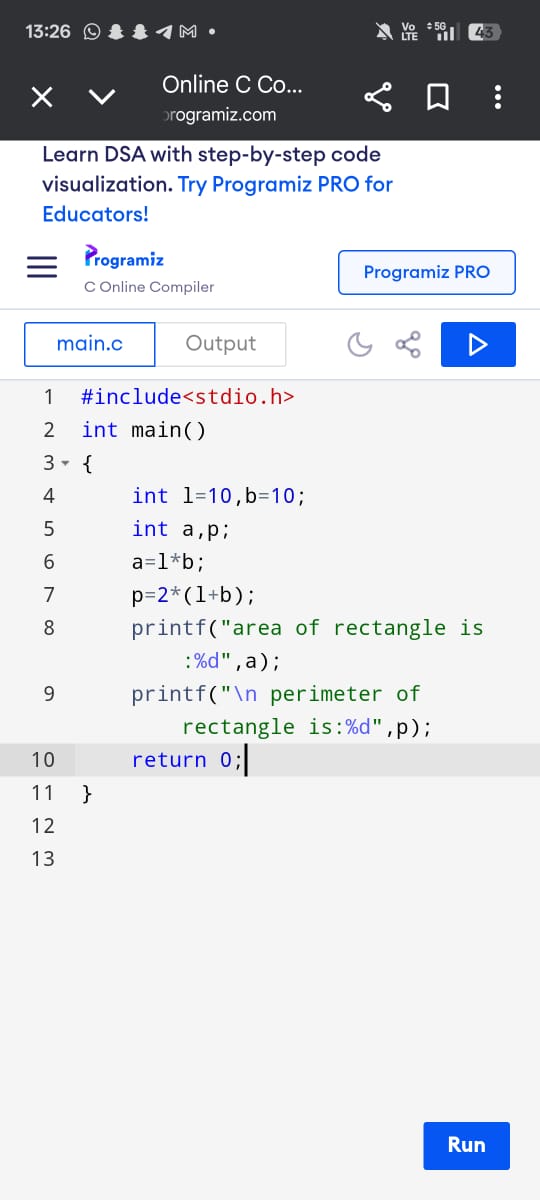 13:26
Vo
LTE
5G
43
Online C Co...
programiz.com
Learn DSA with step-by-step code
visualization. Try Programiz PRO for
Educators!
Programiz
C Online Compiler
Programiz PRO
main.c
Output
1 #include<stdio.h>
2 int main()
3 {
4 int l=10,b=10;
5 int a,p;
6 a=l*b;
7 p=2*(l+b);
8 printf("area of rectangle is
:%d",a);
9 printf("\n perimeter of
rectangle is:%d",p);
10 return 0;
11 }
12
13
Run